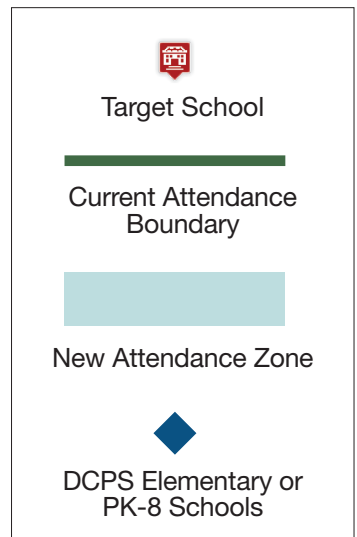 Target School
Current Attendance
Boundary
New Attendance Zone
DCPS Elementary or
PK-8 Schools